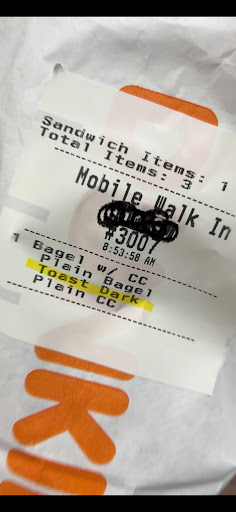 Sandwich Items: 1
Total Items: 3
Mobile Walk In
#3007
8:53:58 AM
1 Bagel w/ CC
Plain Bagel
Toast Dark
Plain CC
KI